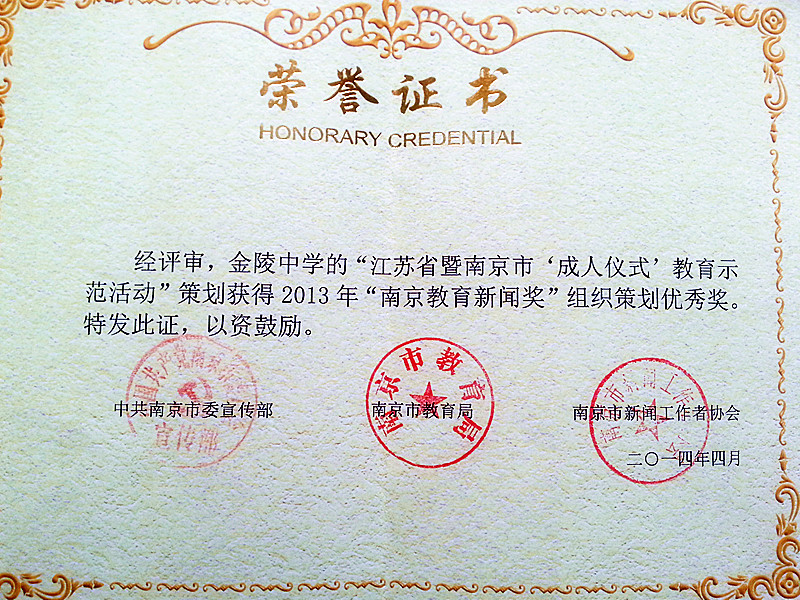 荣誉证书
HONORARY CREDENTIAL
经评审，金陵中学的“江苏省暨南京市‘成人仪式’教育示
范活动”策划获得 2013 年“南京教育新闻奖”组织策划优秀奖。
特发此证，以资鼓励。
中共南京市委宣传部
南京市教育局
南京市新闻工作者协会
二〇一四年四月
南京市教育局